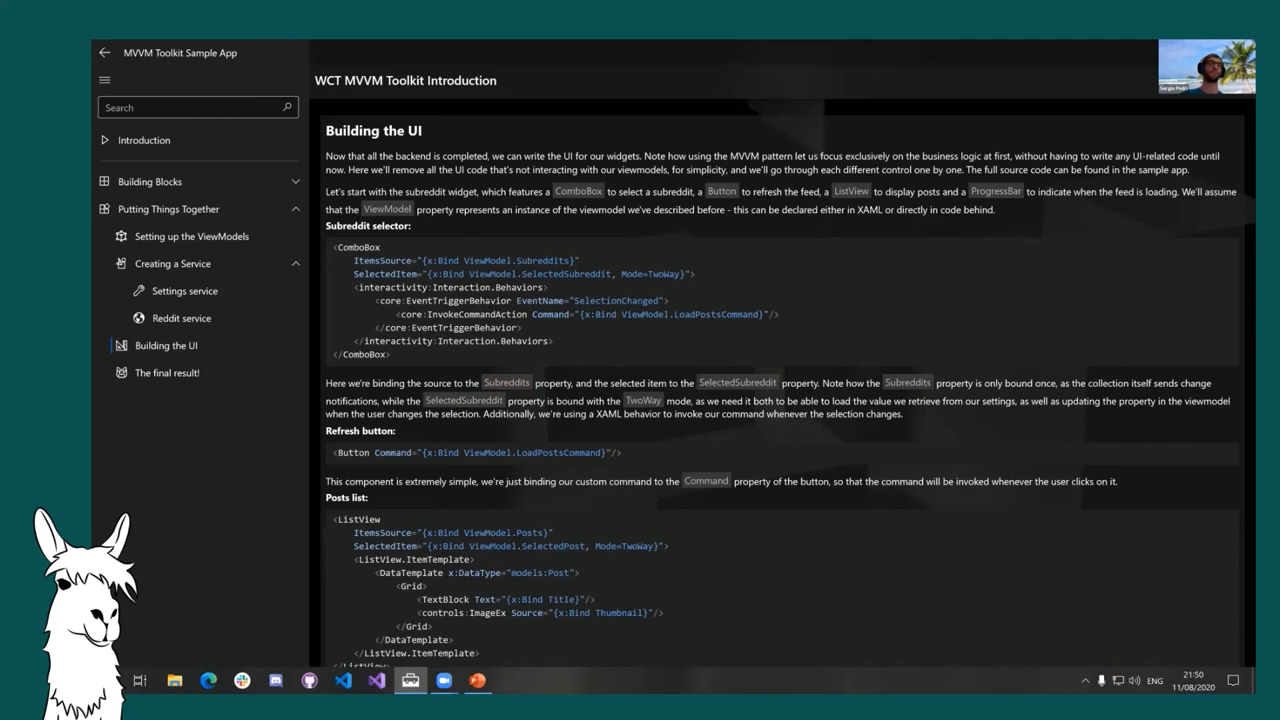 MVVM Toolkit Sample App
Search
Introduction
Building Blocks
Putting Things Together
Setting up the ViewModels
Creating a Service
Settings service
Reddit service
Building the UI
The final result!
WCT MVVM Toolkit Introduction
Building the UI
Now that all the backend is completed, we can write the UI for our widgets. Note how using the MVVM pattern let us focus exclusively on the business logic at first, without having to write any UI-related code until
now. Here we'll remove all the UI code that's not interacting with our viewmodels, for simplicity, and we'll go through each different control one by one. The full source code can be found in the sample app.
Let's start with the subreddit widget, which features a ComboBox to select a subreddit, a Button to refresh the feed, a ListView to display posts and a ProgressBar to indicate when the feed is loading. We'll assume
that the ViewModel property represents an instance of the viewmodel we've described before - this can be declared either in XAML or directly in code behind.
Subreddit selector:
<ComboBox
ItemsSource="{x:Bind ViewModel.Subreddits}"
SelectedItem="{x:Bind ViewModel.SelectedSubreddit, Mode=TwoWay}">
<interactivity:Interaction.Behaviors>
<core:EventTriggerBehavior EventName="SelectionChanged">
<core:InvokeCommandAction Command="{x:Bind ViewModel.LoadPostsCommand}"/>
</core:EventTriggerBehavior>
</interactivity:Interaction.Behaviors>
</ComboBox>
Here we're binding the source to the Subreddits property, and the selected item to the SelectedSubreddit property. Note how the Subreddits property is only bound once, as the collection itself sends change
notifications, while the SelectedSubreddit property is bound with the TwoWay mode, as we need it both to be able to load the value we retrieve from our settings, as well as updating the property in the viewmodel
when the user changes the selection. Additionally, we're using a XAML behavior to invoke our command whenever the selection changes.
Refresh button:
<Button Command="{x:Bind ViewModel.LoadPostsCommand}"/>
This component is extremely simple, we're just binding our custom command to the Command property of the button, so that the command will be invoked whenever the user clicks on it.
Posts list:
<ListView
ItemsSource="{x:Bind ViewModel.Posts}"
SelectedItem="{x:Bind ViewModel.SelectedPost, Mode=TwoWay}">
<ListView.ItemTemplate>
<DataTemplate x:DataType="models:Post">
<Grid>
<TextBlock Text="{x:Bind Title}"/>
<controls:ImageEx Source="{x:Bind Thumbnail}"/>
</Grid>
</DataTemplate>
</ListView.ItemTemplate>
</ListView>
Sergio Pedri
ENG
21:50
11/08/2020